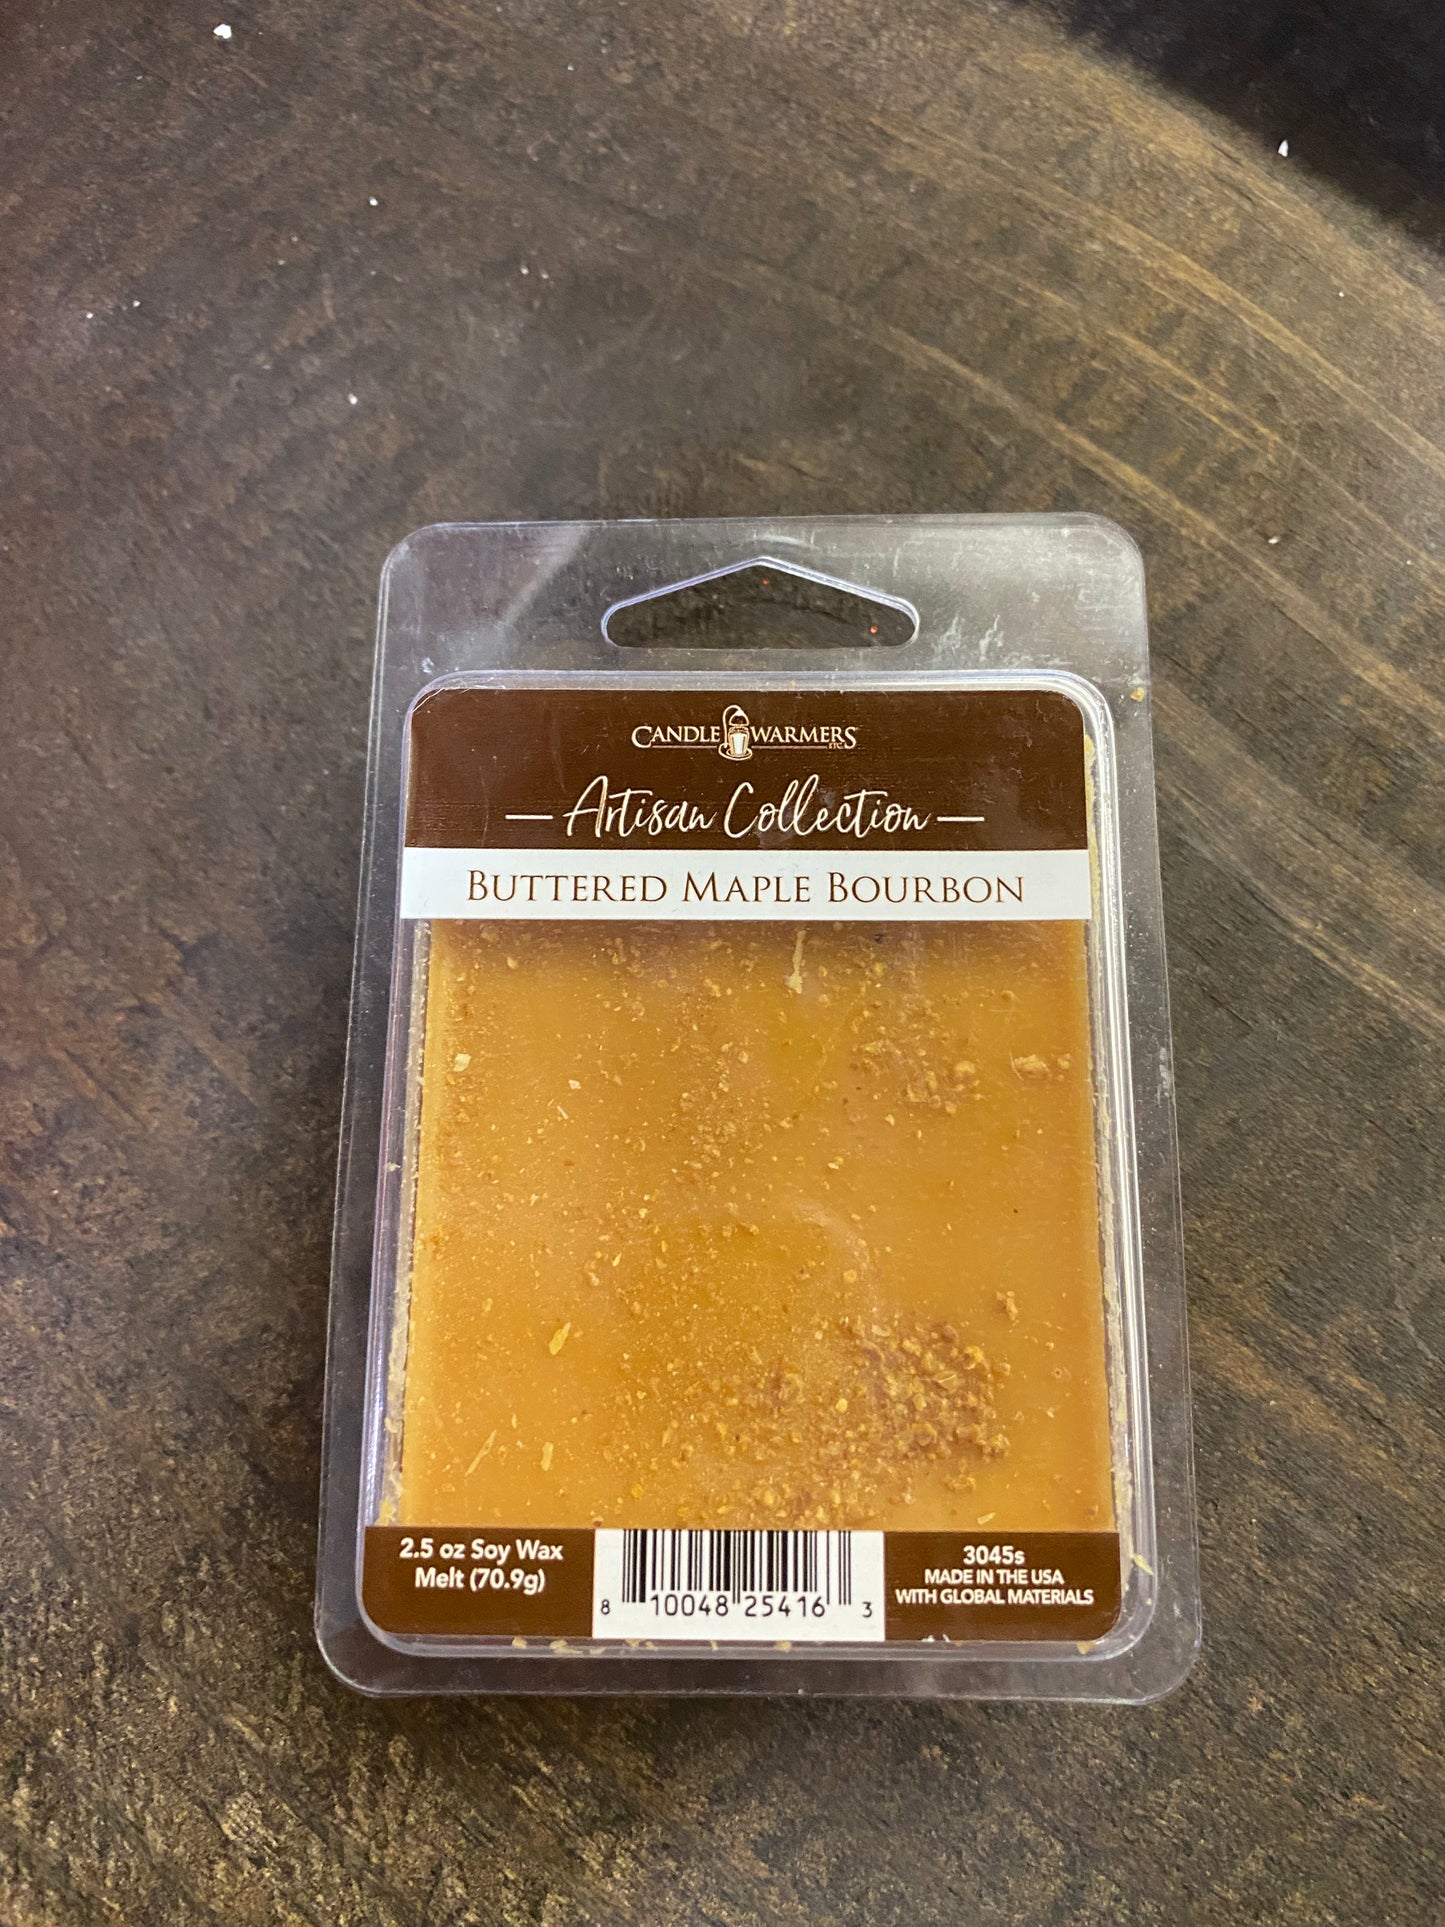 CANDLE WARMERS ETC.
— Artisan Collection —
BUTTERED MAPLE BOURBON
2.5 oz Soy Wax
Melt (70.9g)
8 10048 25416 3
3045s
MADE IN THE USA
WITH GLOBAL MATERIALS